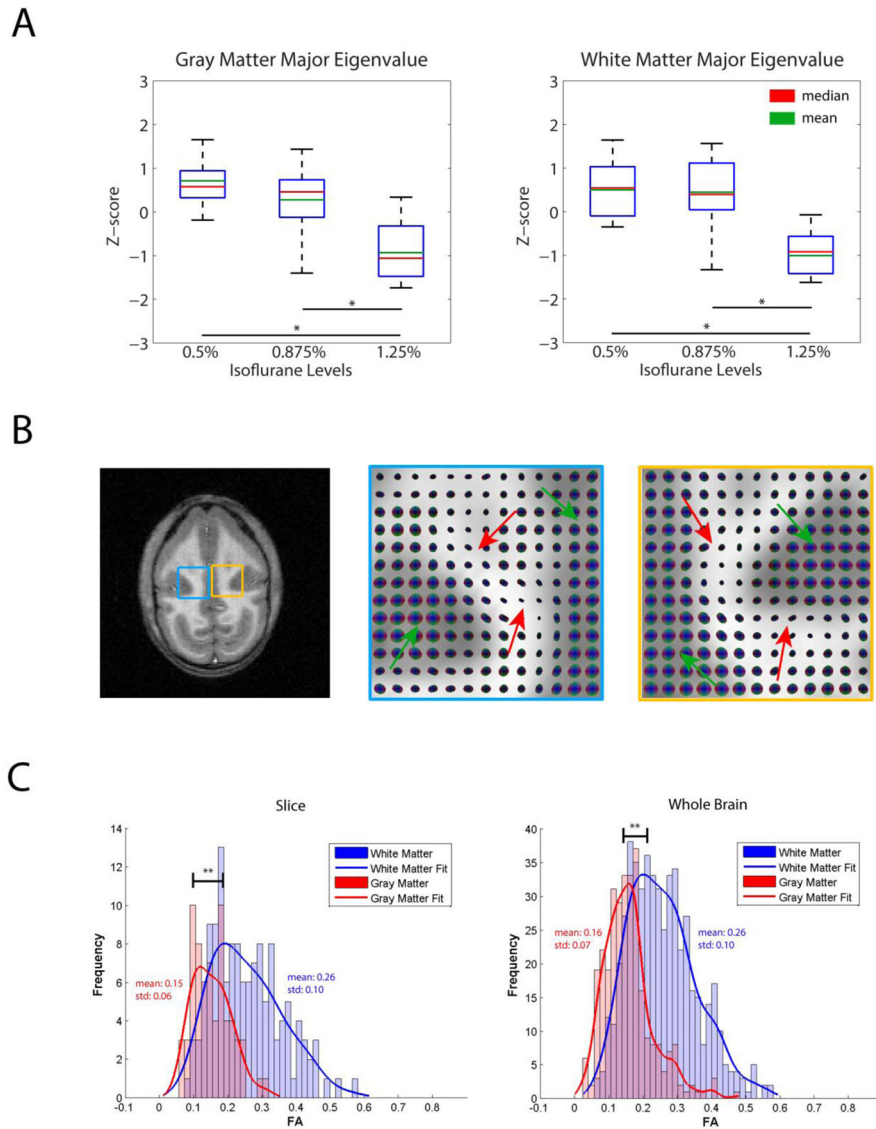 A
Gray Matter Major Eigenvalue
3
2
1
0
−1
−2
−3
Z−score
*
*
0.5%
0.875%
1.25%
Isoflurane Levels
White Matter Major Eigenvalue
median
mean
3
2
1
0
−1
−2
−3
Z−score
*
*
0.5%
0.875%
1.25%
Isoflurane Levels
B
C
Slice
14
12
10
8
6
4
2
0
Frequency
**
White Matter
White Matter Fit
Gray Matter
Gray Matter Fit
mean: 0.15
std: 0.06
mean: 0.26
std: 0.10
-0.1
0
0.1
0.2
0.3
0.4
0.5
0.6
0.7
0.8
FA
Whole Brain
40
35
30
25
20
15
10
5
0
Frequency
**
White Matter
White Matter Fit
Gray Matter
Gray Matter Fit
mean: 0.16
std: 0.07
mean: 0.26
std: 0.10
-0.1
0
0.1
0.2
0.3
0.4
0.5
0.6
0.7
0.8
FA